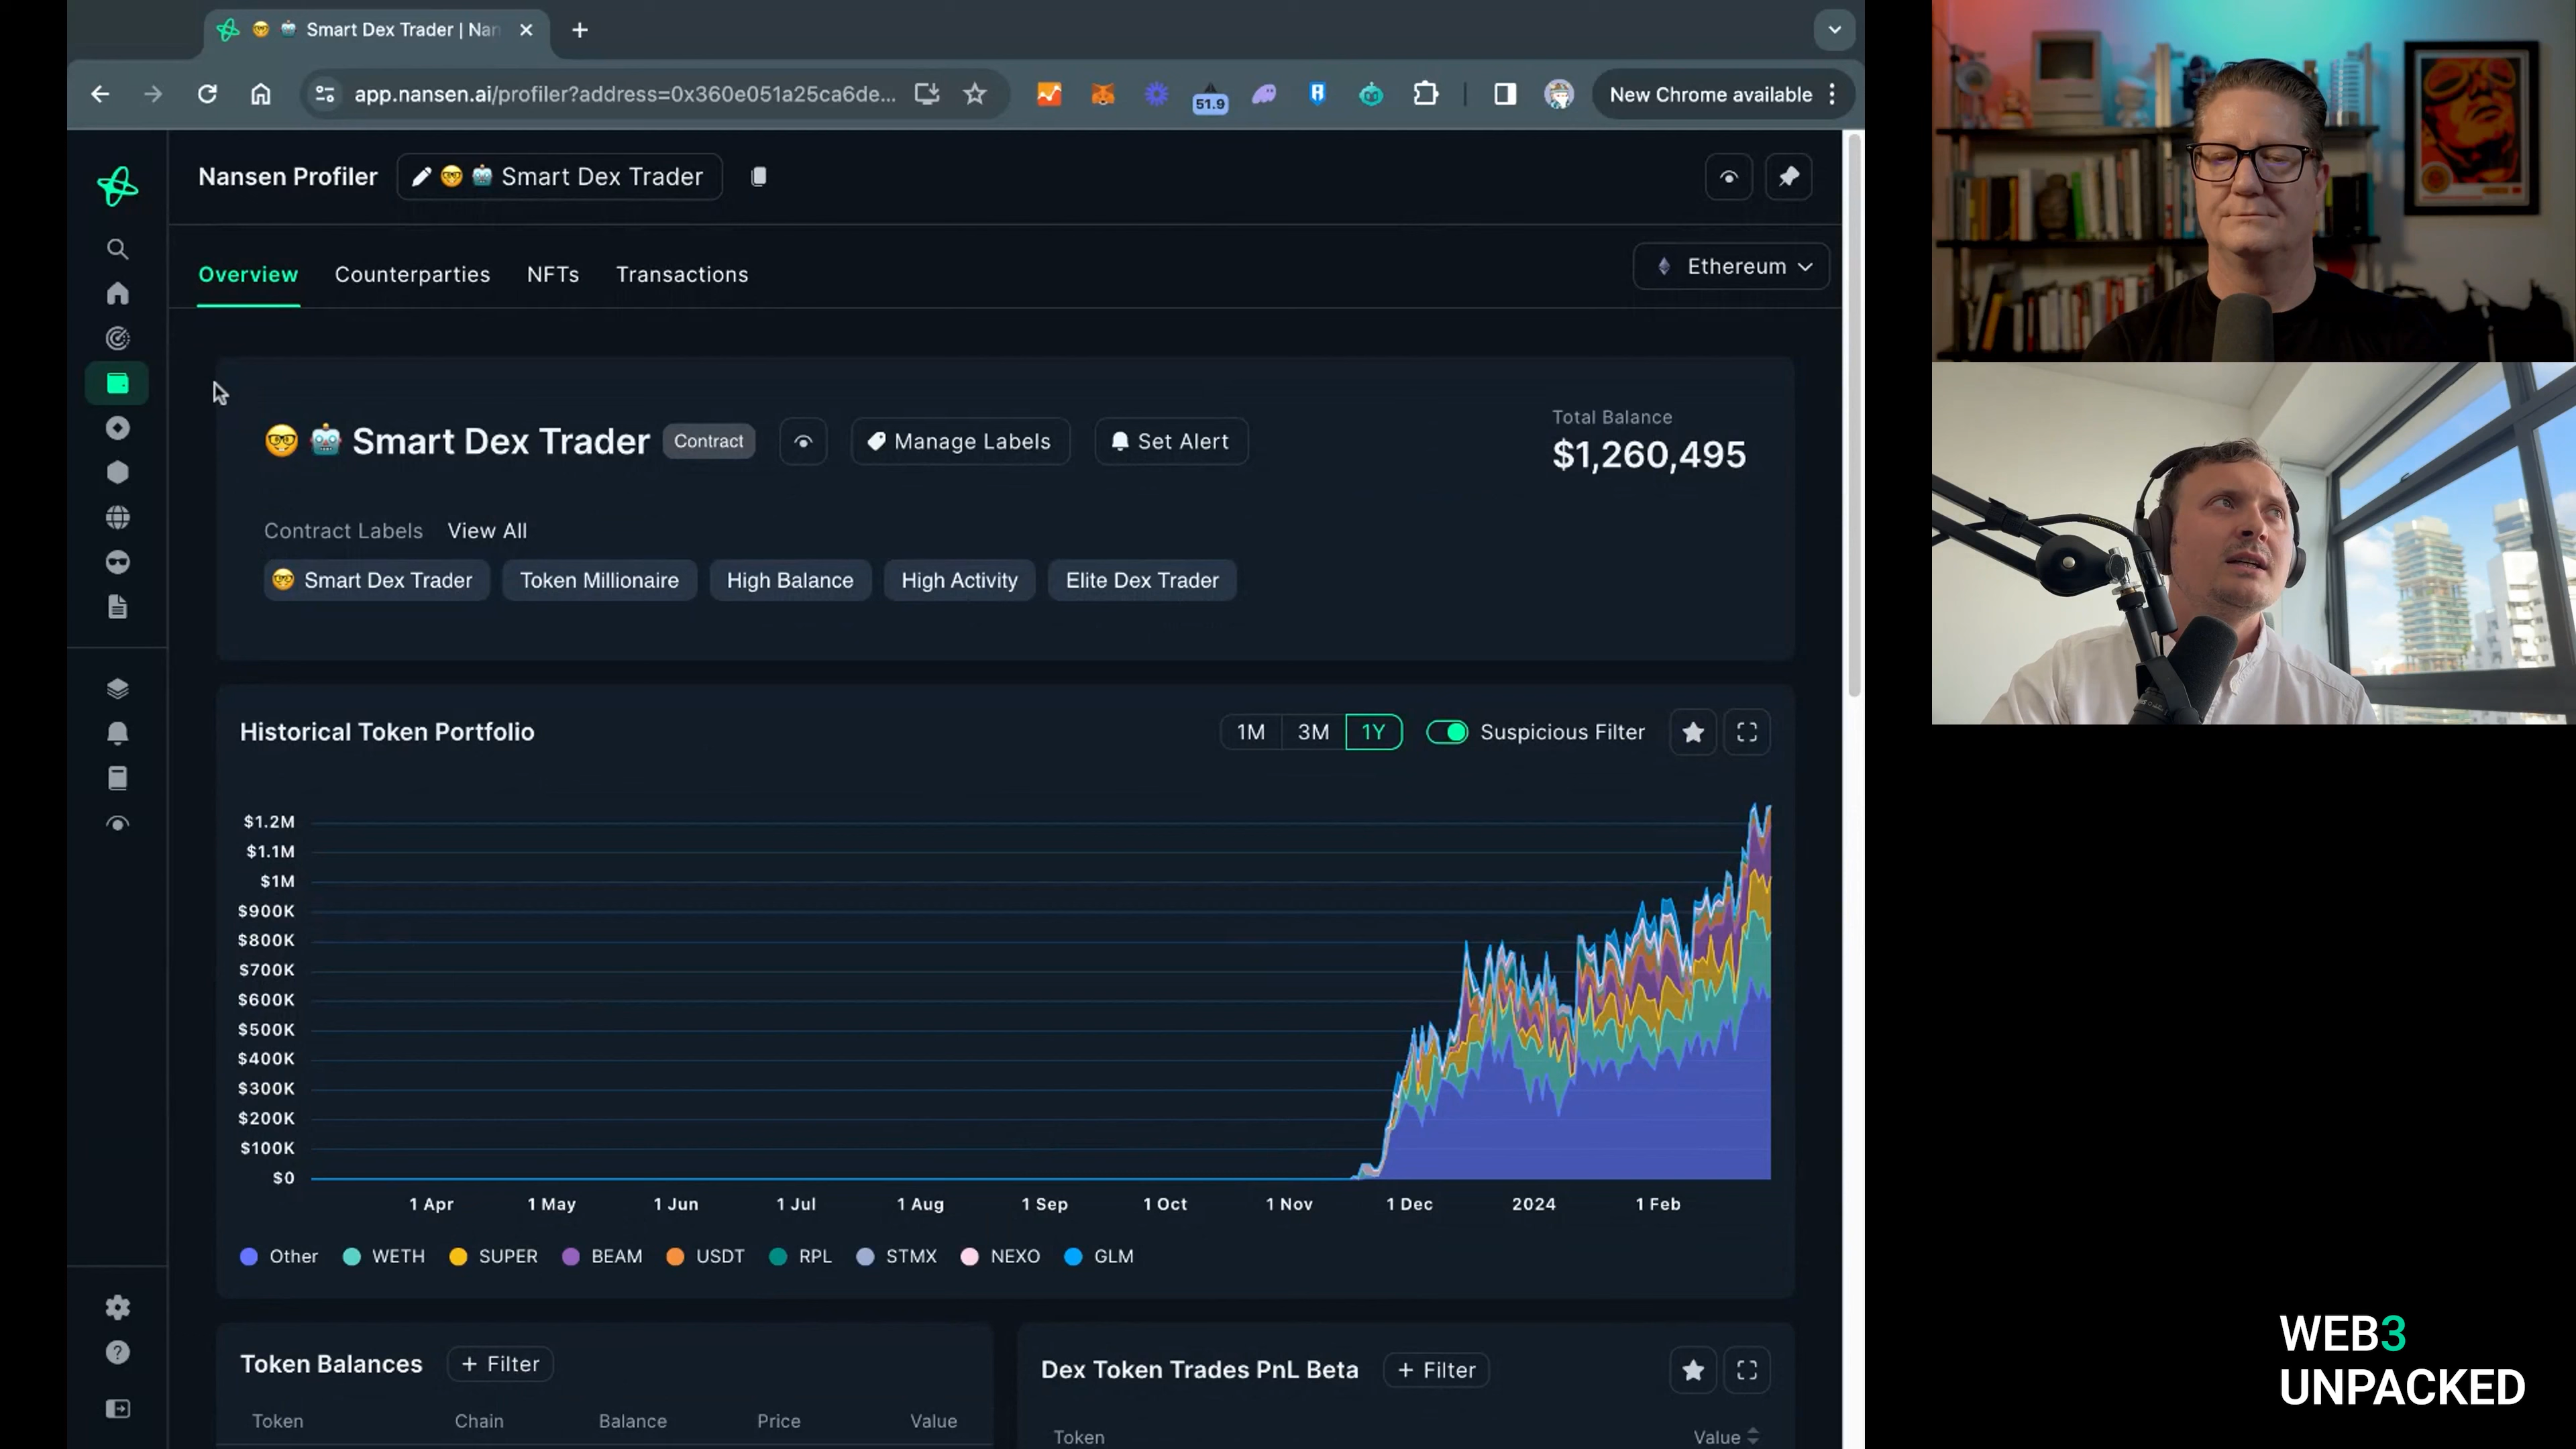 Smart Dex Trader | Nan
app.nansen.ai/profiler?address=0x360e051a25ca6de...
51.9
New Chrome available
Nansen Profiler
Smart Dex Trader
Overview
Counterparties
NFTs
Transactions
Ethereum
Smart Dex Trader
Contract
Manage Labels
Set Alert
Total Balance
$1,260,495
Contract Labels
View All
Smart Dex Trader
Token Millionaire
High Balance
High Activity
Elite Dex Trader
Historical Token Portfolio
1M
3M
1Y
Suspicious Filter
$1.2M
$1.1M
$1M
$900K
$800K
$700K
$600K
$500K
$400K
$300K
$200K
$100K
$0
1 Apr
1 May
1 Jun
1 Jul
1 Aug
1 Sep
1 Oct
1 Nov
1 Dec
2024
1 Feb
Other
WETH
SUPER
BEAM
USDT
RPL
STMX
NEXO
GLM
Token Balances
+ Filter
Token
Chain
Balance
Price
Value
Dex Token Trades PnL Beta
+ Filter
Token
Value
WEB3
UNPACKED